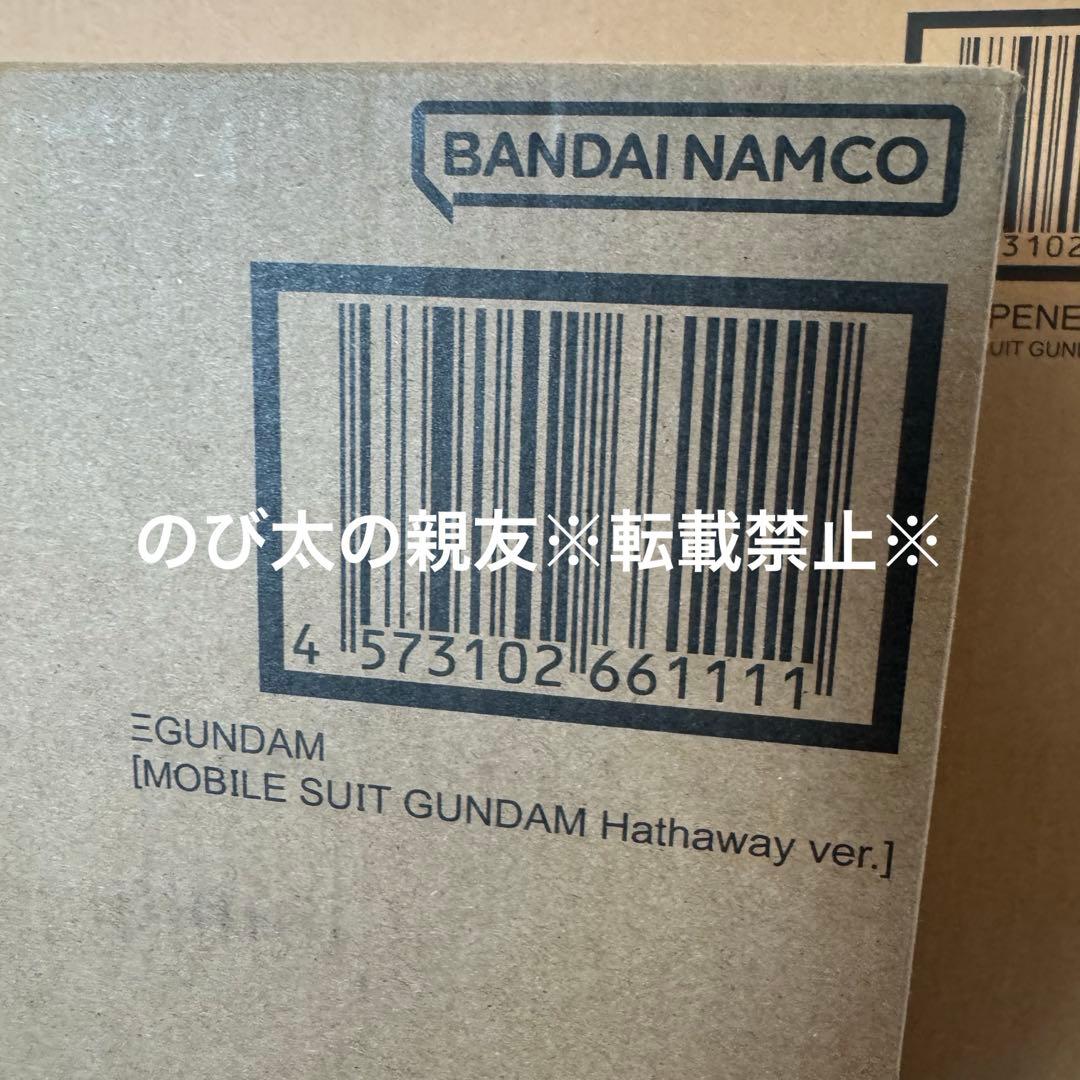 BANDAI NAMCO
3102
PENE
UIT GUN
のび太の親友※転載禁止※
4 573102 661111
ΞGUNDAM
[MOBILE SUIT GUNDAM Hathaway ver.]